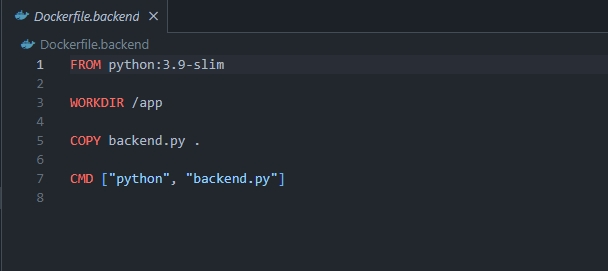 Dockerfile.backend
Dockerfile.backend
1 FROM python:3.9-slim
2
3 WORKDIR /app
4
5 COPY backend.py .
6
7 CMD ["python", "backend.py"]
8